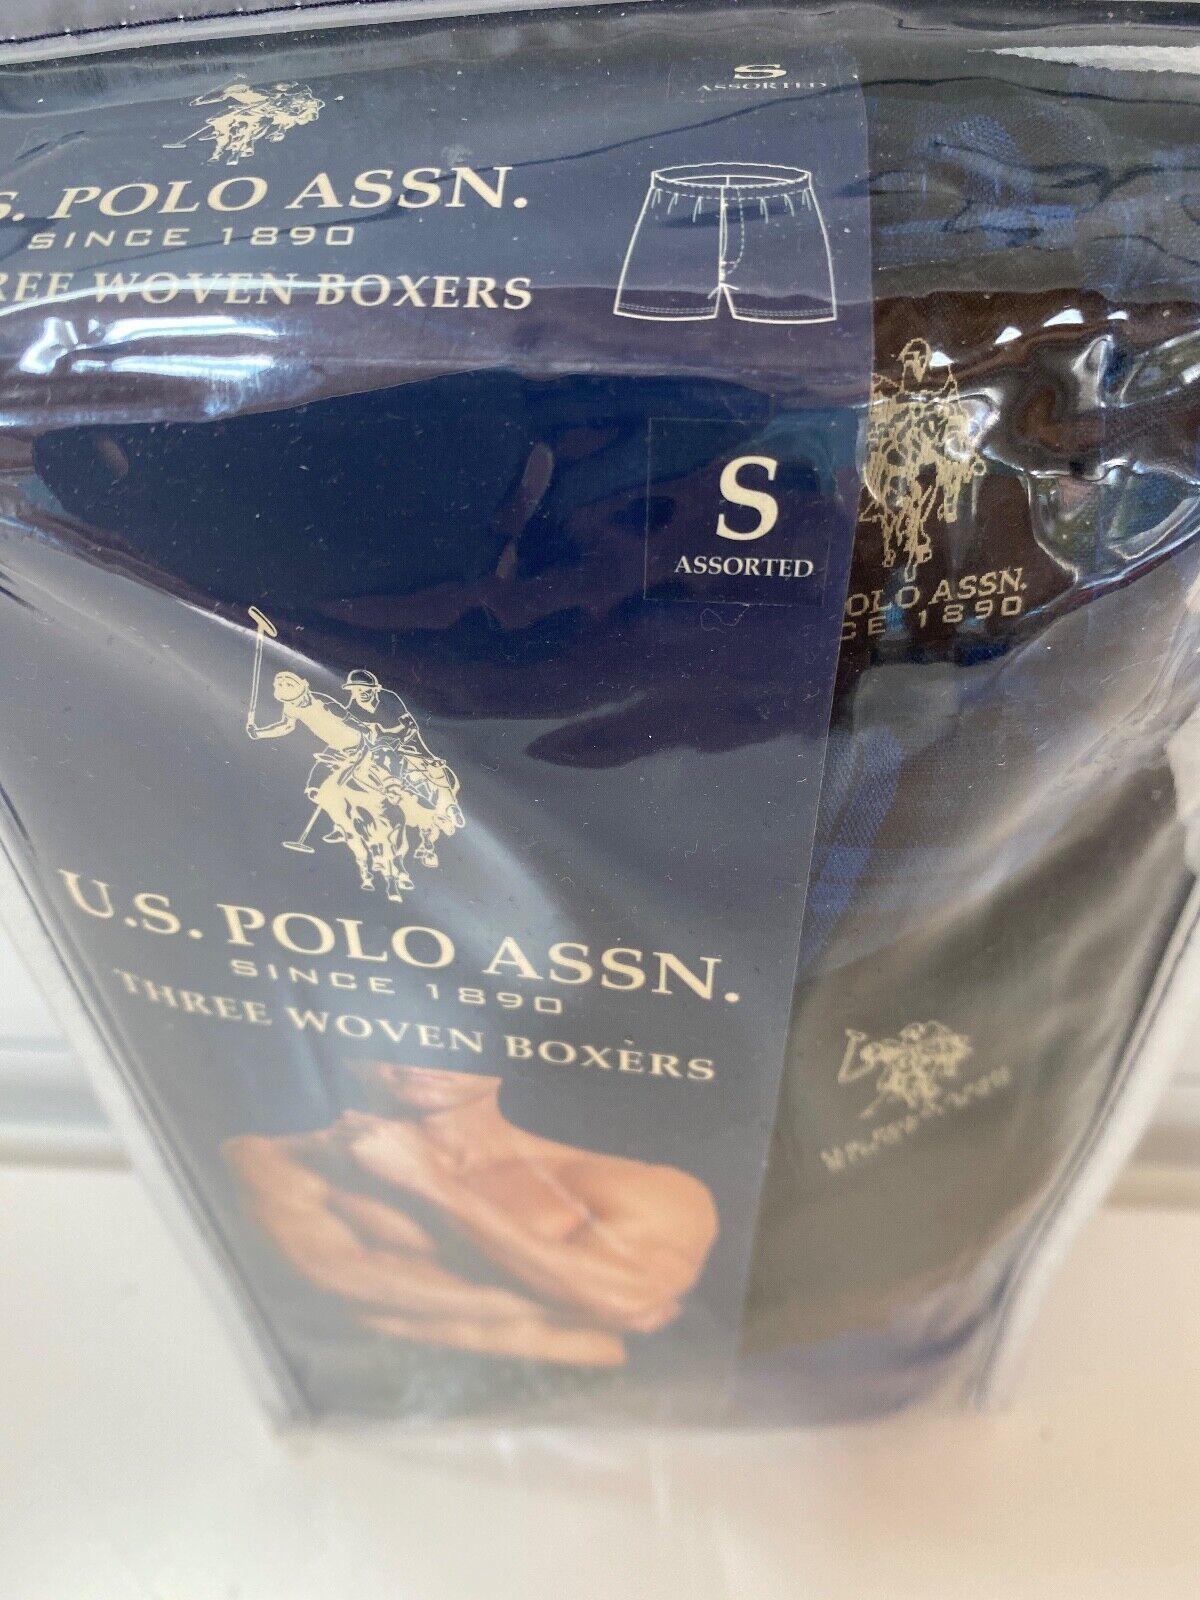 S
ASSORTED
S. POLO ASSN.
SINCE 1890
REE WOVEN BOXERS
S
ASSORTED
OLO ASSN.
CE 1890
U.S. POLO ASSN.
SINCE 1890
THREE WOVEN BOXERS